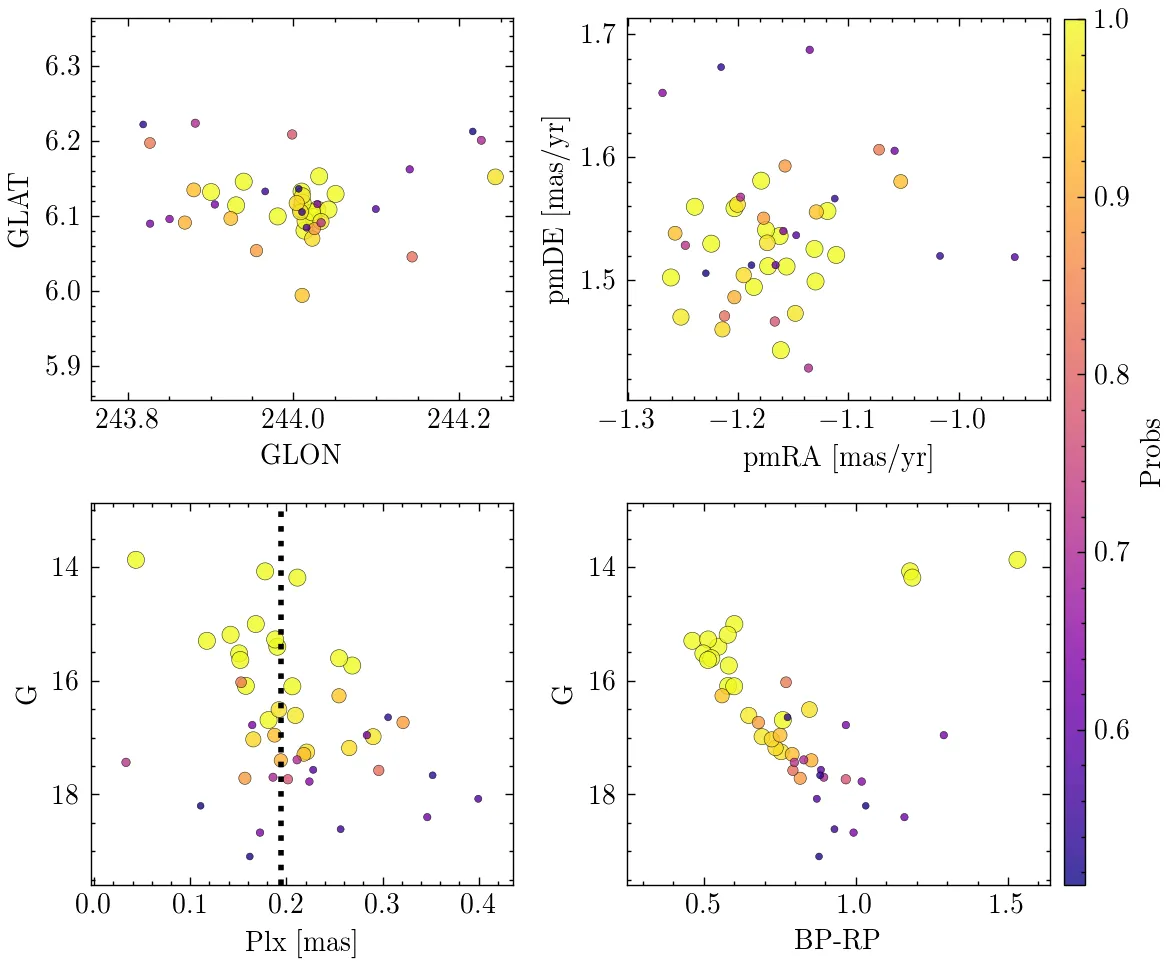 6.3
6.2
6.1
6.0
5.9
GLAT
243.8 244.0 244.2
GLON
1.7
1.6
1.5
pmDE [mas/yr]
−1.3 −1.2 −1.1 −1.0
pmRA [mas/yr]
14
16
18
G
0.0 0.1 0.2 0.3 0.4
Plx [mas]
14
16
18
G
0.5 1.0 1.5
BP-RP
1.0
0.9
0.8
0.7
0.6
Probs